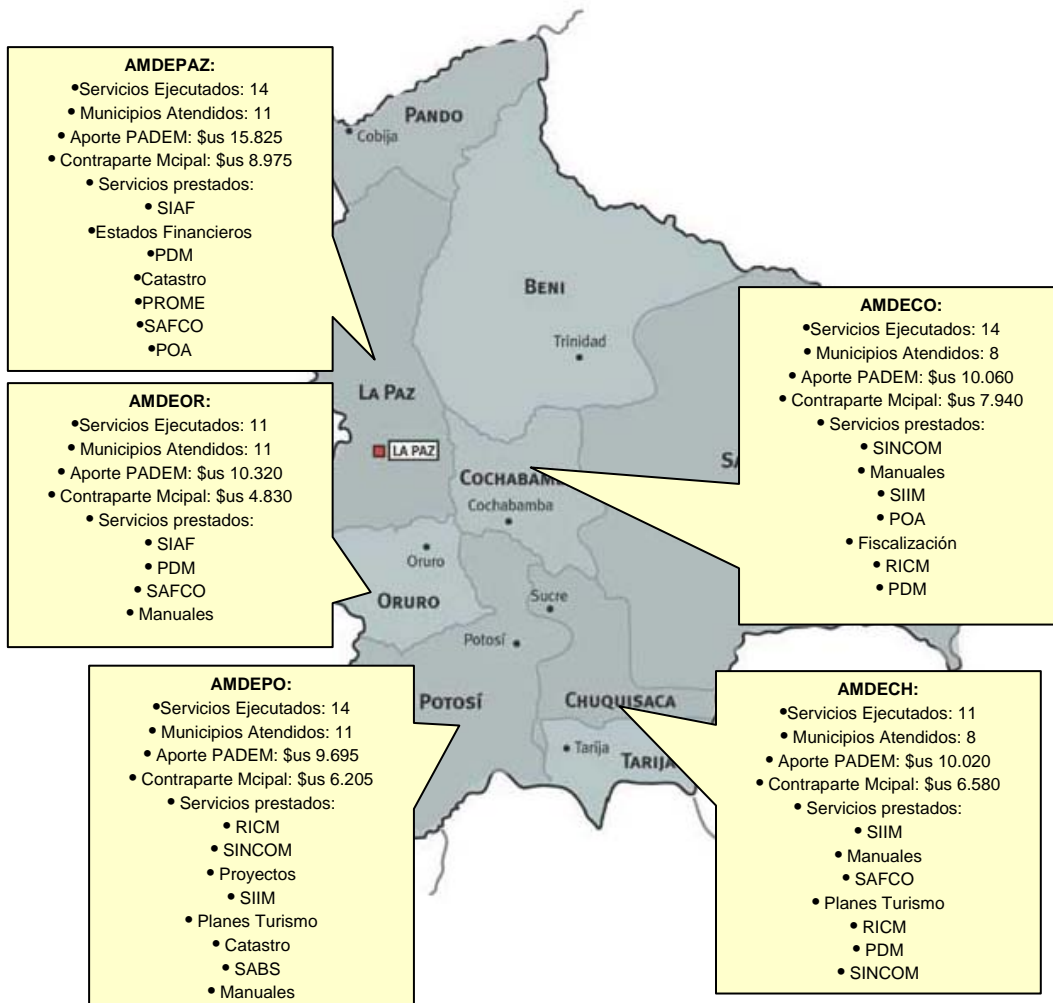 AMDEPAZ:
•Servicios Ejecutados: 14
• Municipios Atendidos: 11
• Aporte PADEM: $us 15.825
• Contraparte Mcipal: $us 8.975
• Servicios prestados:
• SIAF
•Estados Financieros
•PDM
•Catastro
•PROME
•SAFCO
•POA
PANDO
Cobija
BENI
Trinidad
LA PAZ
LA PAZ
AMDECO:
•Servicios Ejecutados: 14
• Municipios Atendidos: 8
• Aporte PADEM: $us 10.060
• Contraparte Mcipal: $us 7.940
• Servicios prestados:
• SINCOM
• Manuales
• SIIM
• POA
• Fiscalización
• RICM
• PDM
AMDEOR:
•Servicios Ejecutados: 11
• Municipios Atendidos: 11
• Aporte PADEM: $us 10.320
• Contraparte Mcipal: $us 4.830
• Servicios prestados:
• SIAF
• PDM
• SAFCO
• Manuales
COCHABAM
Cochabamba
SA
Oruro
ORURO
Sucre
Potosí
POTOSÍ
CHUQUISACA
Tarija
TARIJA
AMDEPO:
•Servicios Ejecutados: 14
• Municipios Atendidos: 11
• Aporte PADEM: $us 9.695
• Contraparte Mcipal: $us 6.205
• Servicios prestados:
• RICM
• SINCOM
• Proyectos
• SIIM
• Planes Turismo
• Catastro
• SABS
• Manuales
AMDECH:
•Servicios Ejecutados: 11
• Municipios Atendidos: 8
• Aporte PADEM: $us 10.020
• Contraparte Mcipal: $us 6.580
• Servicios prestados:
• SIIM
• Manuales
• SAFCO
• Planes Turismo
• RICM
• PDM
• SINCOM